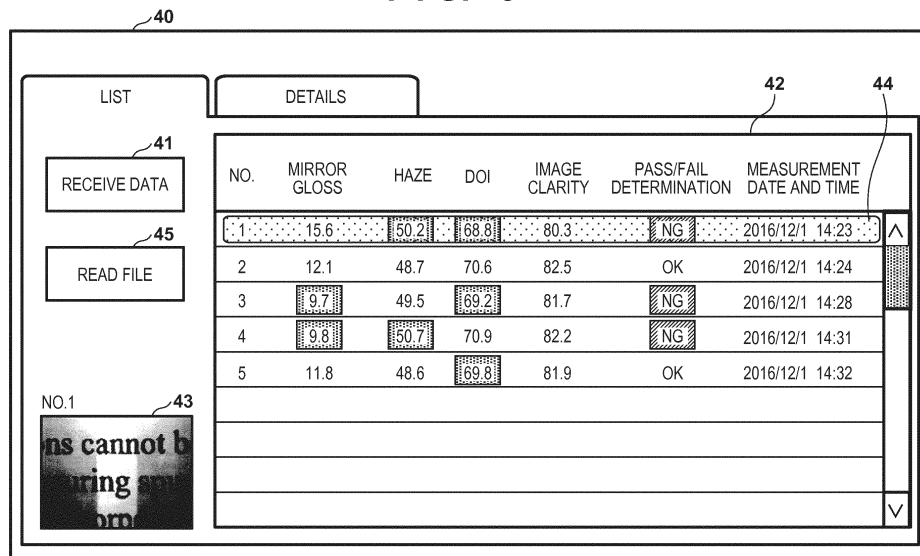 40
LIST DETAILS 42 44
41
RECEIVE DATA
45
READ FILE
NO. MIRROR GLOSS HAZE DOI IMAGE CLARITY PASS/FAIL DETERMINATION MEASUREMENT DATE AND TIME
1 15.6 50.2 68.8 80.3 NG 2016/12/1 14:23
2 12.1 48.7 70.6 82.5 OK 2016/12/1 14:24
3 9.7 49.5 69.2 81.7 NG 2016/12/1 14:28
4 9.8 50.7 70.9 82.2 NG 2016/12/1 14:31
5 11.8 48.6 69.8 81.9 OK 2016/12/1 14:32
NO.1 43
ns cannot b
uring